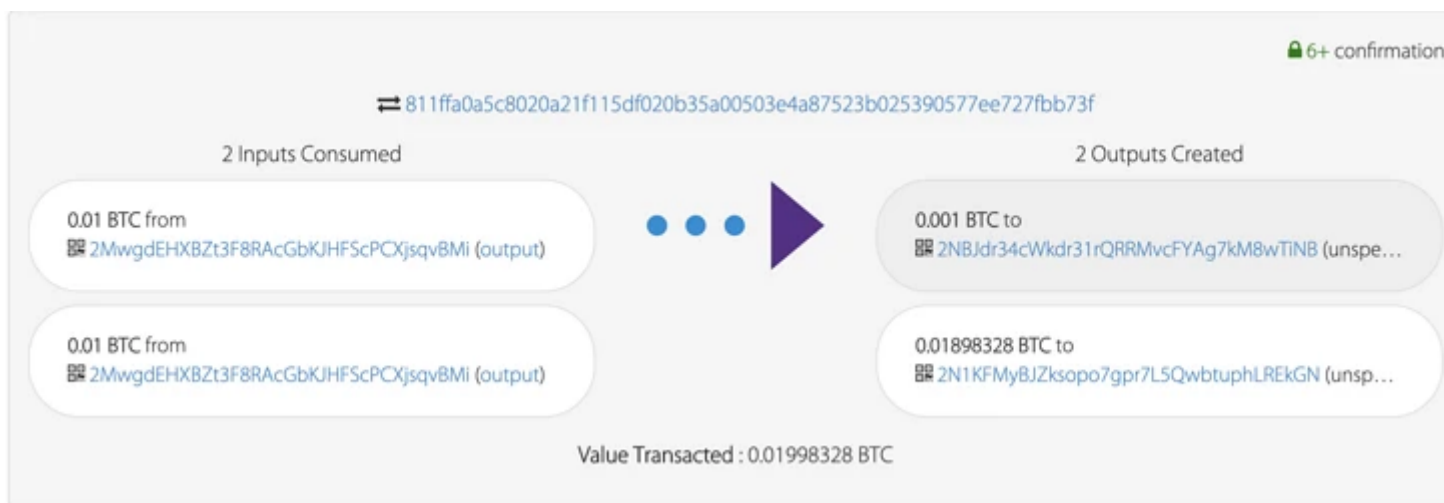 6+ confirmation
811ffa0a5c8020a21f115df020b35a00503e4a87523b025390577ee727fbb73f
2 Inputs Consumed
0.01 BTC from
2MwgdEHXBZt3F8RAcGbKJHFScPCXjsqvBMi (output)
0.01 BTC from
2MwgdEHXBZt3F8RAcGbKJHFScPCXjsqvBMi (output)
2 Outputs Created
0.001 BTC to
2NBJdr34cWkdr31rQRRMvcFYAg7kM8wTiNB (unspe…
0.01898328 BTC to
2N1KFMyBJZksopo7gpr7L5QwbtuphLREkGN (unsp…
Value Transacted : 0.01998328 BTC